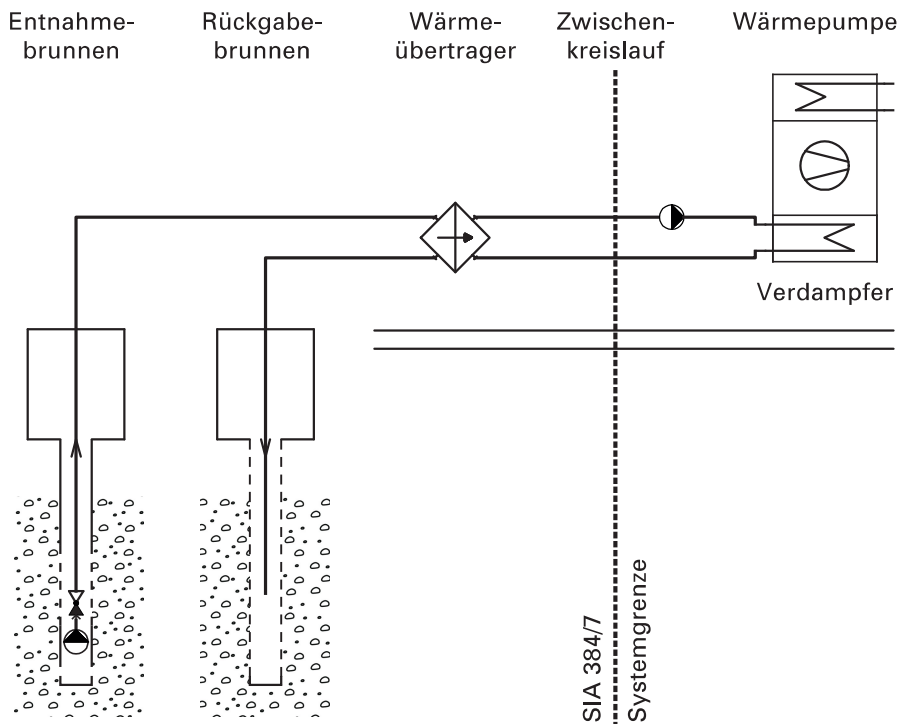 Entnahme-
brunnen
Rückgabe-
brunnen
Wärme-
übertrager
Zwischen-
kreislauf
Wärmepumpe
Verdampfer
SIA 384/7
Systemgrenze